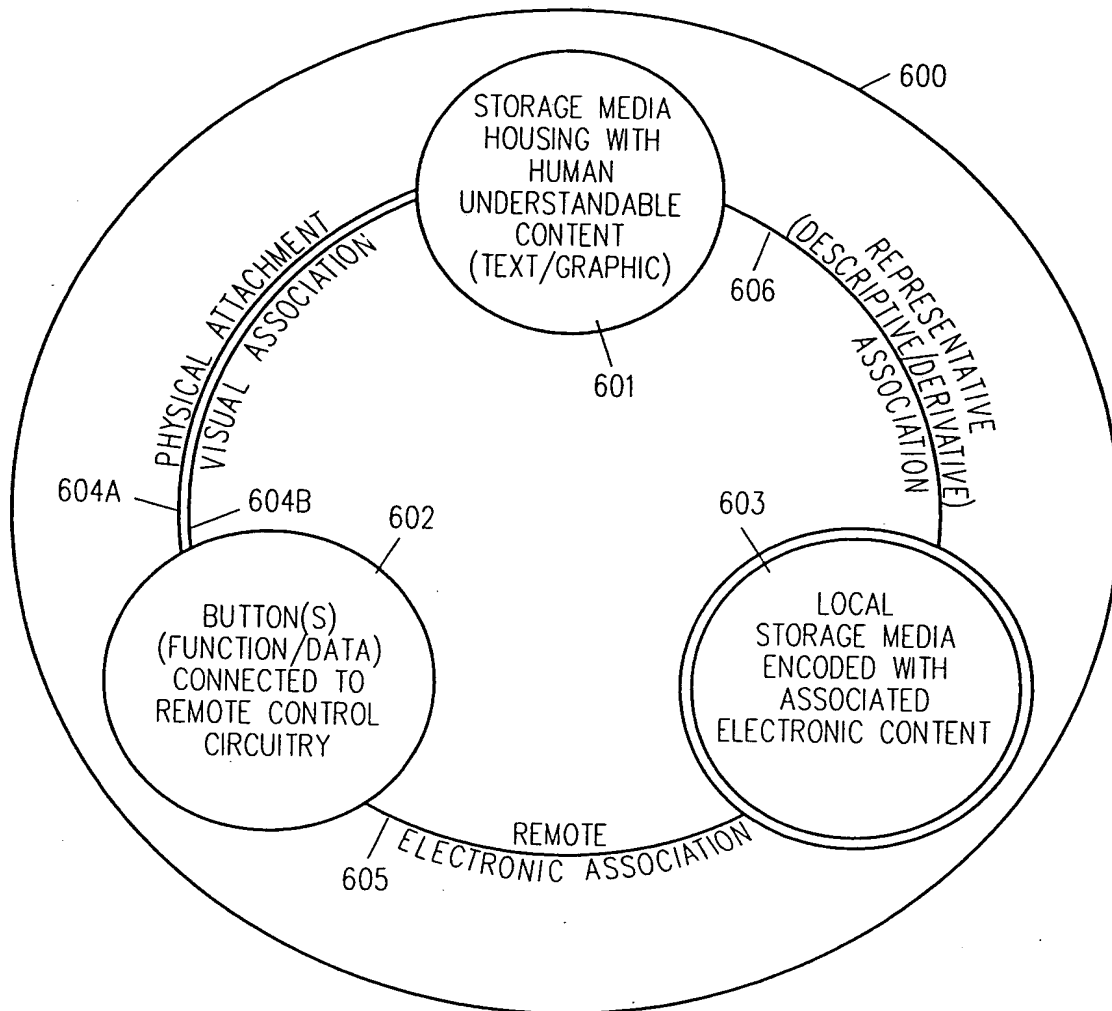 600
STORAGE MEDIA
HOUSING WITH
HUMAN
UNDERSTANDABLE
CONTENT
(TEXT/GRAPHIC)
601
PHYSICAL ATTACHMENT
VISUAL ASSOCIATION
604A
604B
606
REPRESENTATIVE
(DESCRIPTIVE/DERIVATIVE)
ASSOCIATION
602
BUTTON(S)
(FUNCTION/DATA)
CONNECTED TO
REMOTE CONTROL
CIRCUITRY
603
LOCAL
STORAGE MEDIA
ENCODED WITH
ASSOCIATED
ELECTRONIC CONTENT
605
REMOTE
ELECTRONIC ASSOCIATION